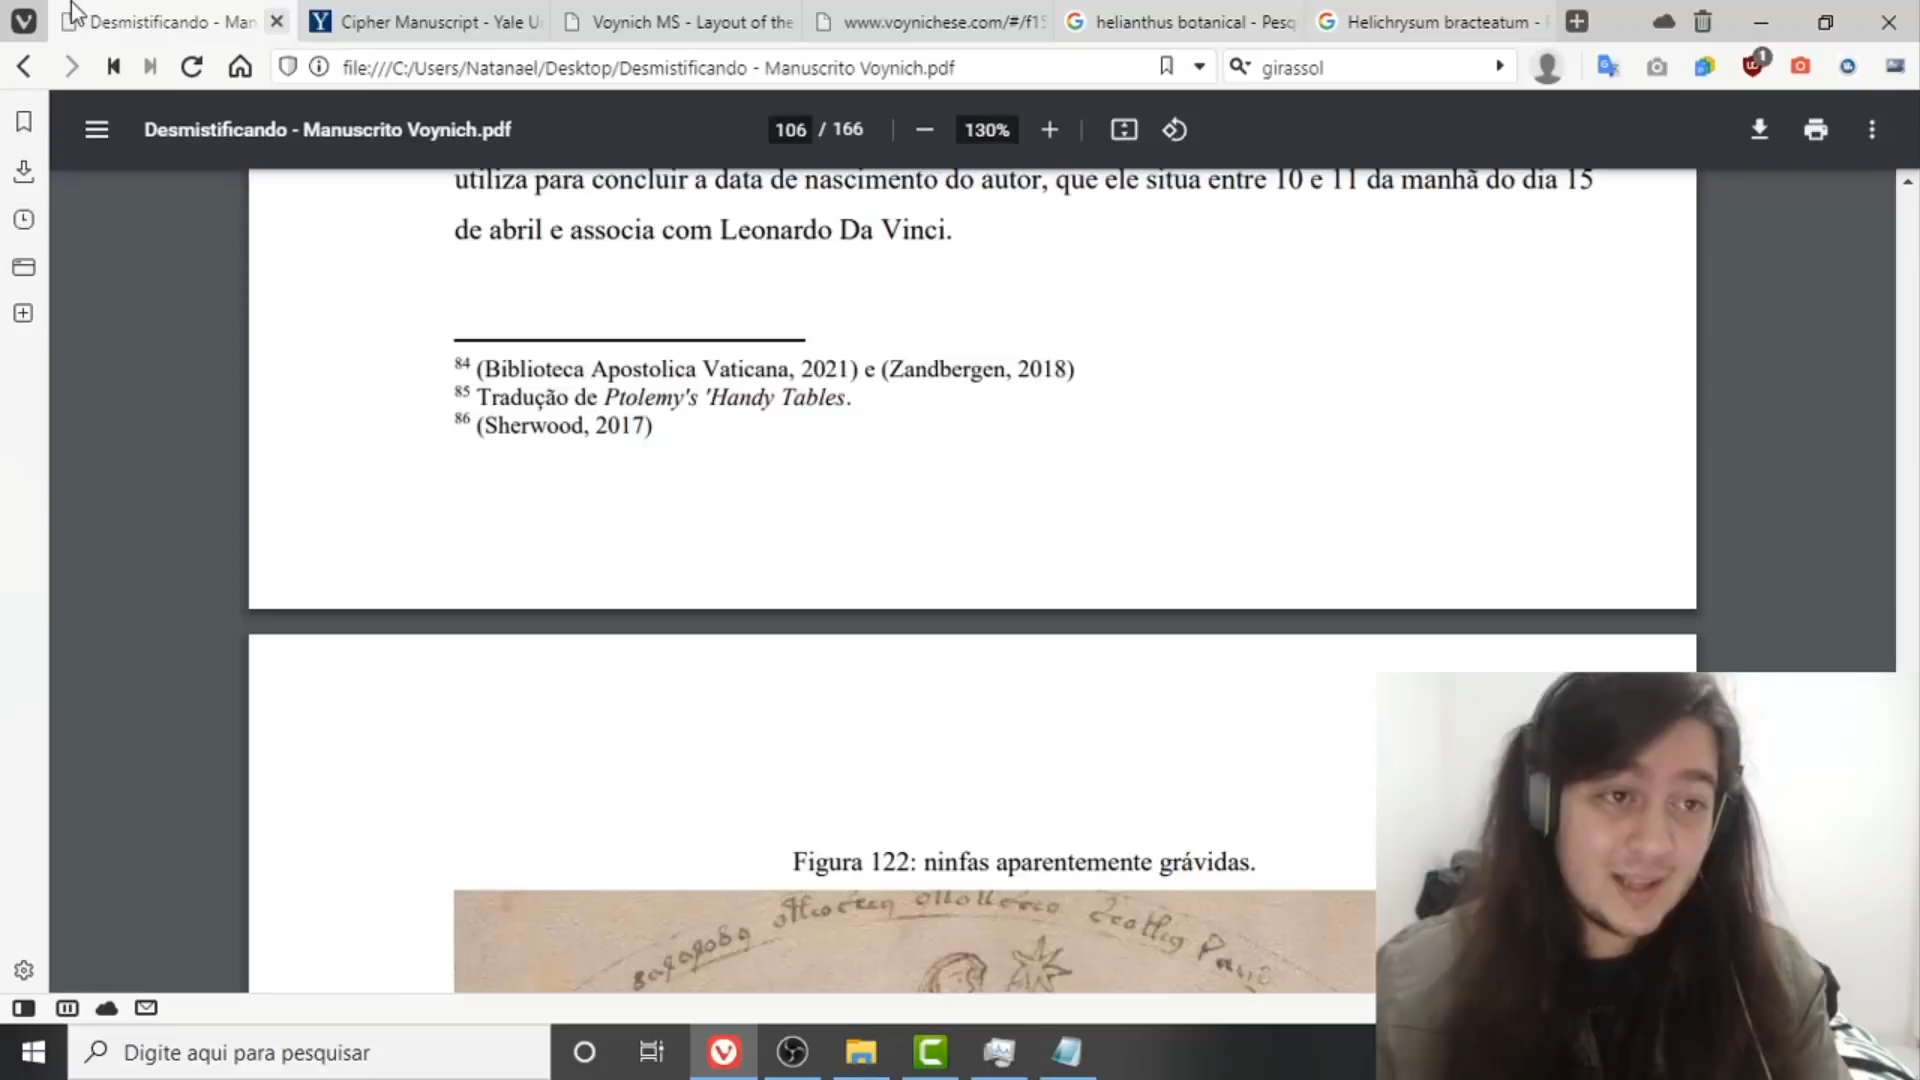 Desmistificando - Man
Cipher Manuscript - Yale U
Voynich MS - Layout of the
www.voynichese.com/#/f15
helianthus botanical - Pesq
Helichrysum bracteatum -
file:///C:/Users/Natanael/Desktop/Desmistificando - Manuscrito Voynich.pdf
girassol
1
Desmistificando - Manuscrito Voynich.pdf
106 / 166
130%
utiliza para concluir a data de nascimento do autor, que ele situa entre 10 e 11 da manhã do dia 15
de abril e associa com Leonardo Da Vinci.
84 (Biblioteca Apostolica Vaticana, 2021) e (Zandbergen, 2018)
85 Tradução de Ptolemy's 'Handy Tables.
86 (Sherwood, 2017)
Figura 122: ninfas aparentemente grávidas.
Digite aqui para pesquisar